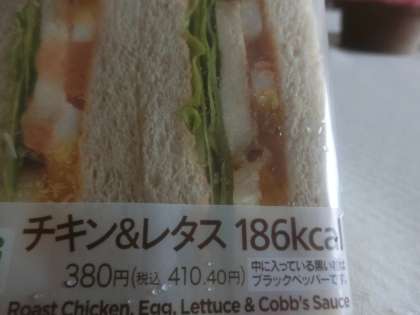 チキン&レタス 186kcal
380円(税込 410.40円)
中に入っている黒い粒は
ブラックペッパーです。
Roast Chicken, Egg, Lettuce & Cobb's Sauce